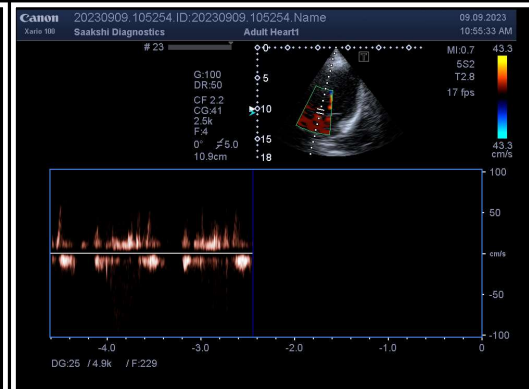 Canon 20230909.105254.ID:20230909.105254.Name 09.09.2023
Xario 100 Saakshi Diagnostics Adult Heart1 10:55:33 AM
# 23
0
5
10
15
18
T
MI:0.7
5S2
T2.8
17 fps
43.3
43.3
cm/s
G:100
DR:50
CF 2.2
CG:41
2.5k
F:4
0° 5.0
10.9cm
100
50
cm/s
-50
-100
-4.0 -3.0 -2.0 -1.0 0
DG:25 / 4.9k / F:229